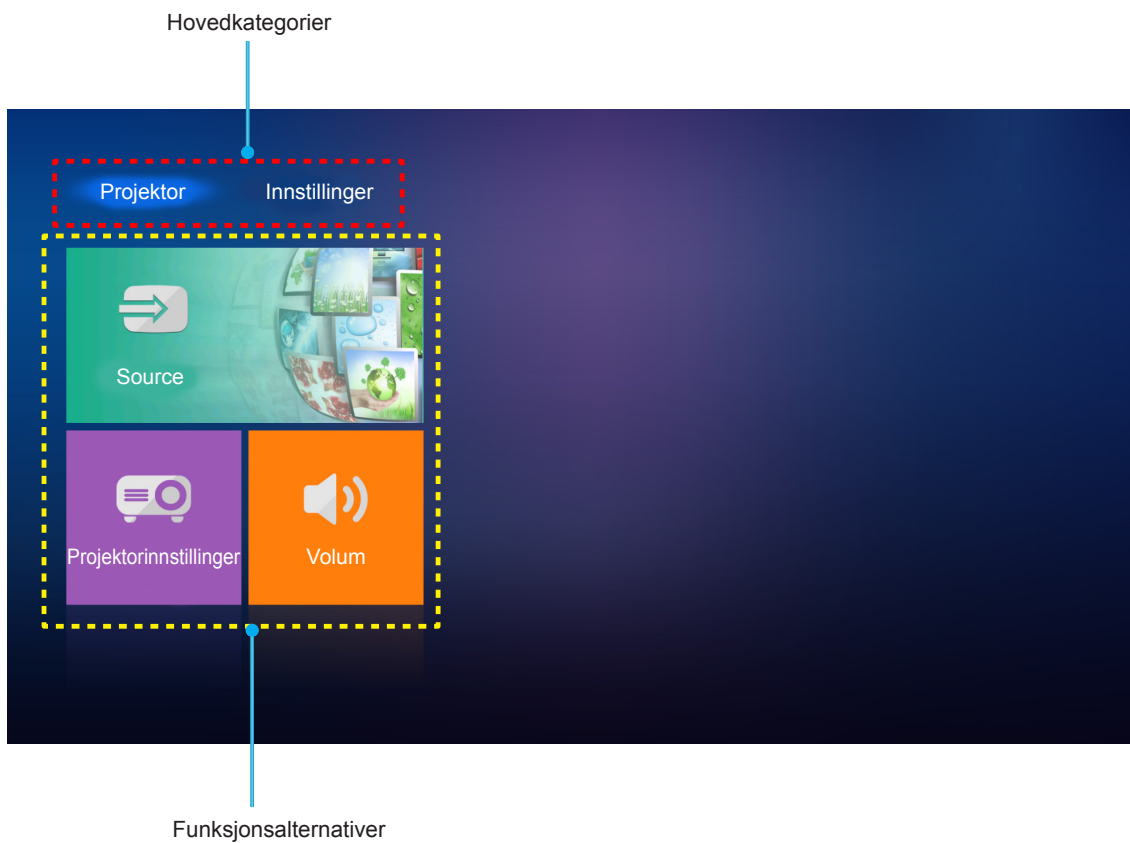 Hovedkategorier
Projektor Innstillinger
Source
Projektorinnstillinger Volum
Funksjonsalternativer